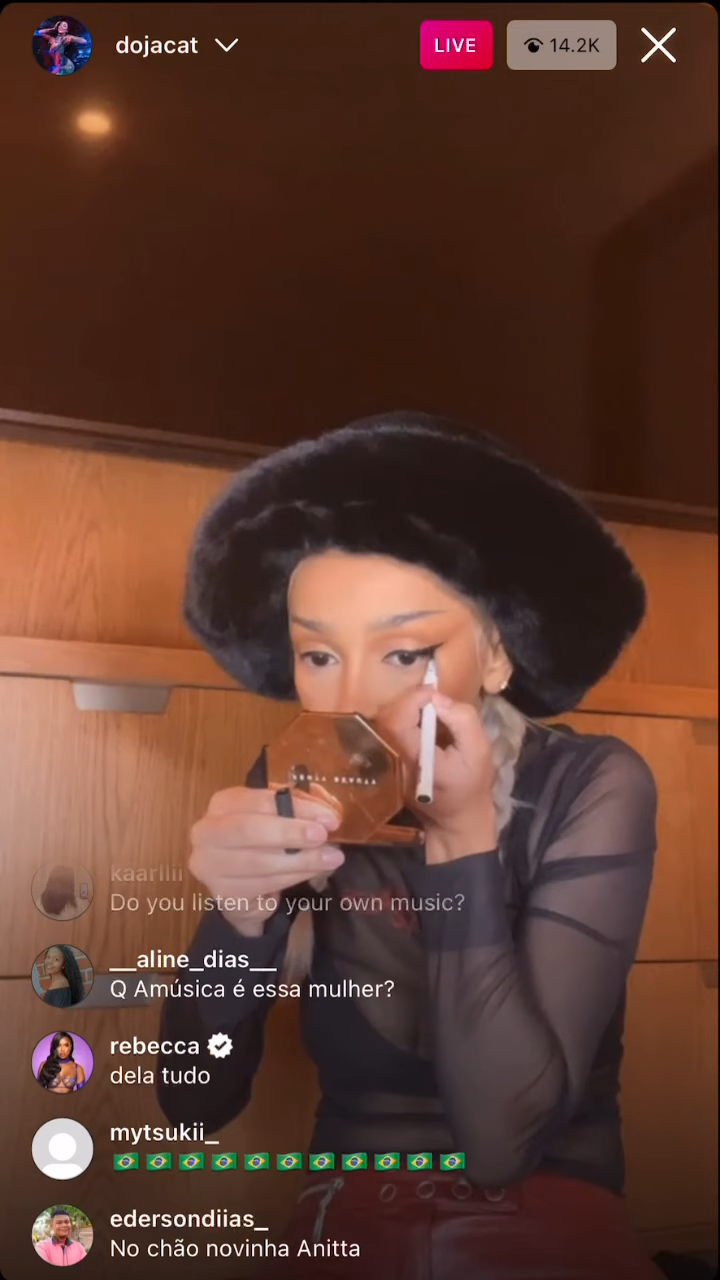 dojacat
LIVE
14.2K
kaarlii
Do you listen to your own music?
__aline_dias__
Q Amúsica é essa mulher?
rebecca
dela tudo
mytsukii_
🇧🇷🇧🇷🇧🇷🇧🇷🇧🇷🇧🇷🇧🇷🇧🇷🇧🇷🇧🇷🇧🇷
edersondiias_
No chão novinha Anitta